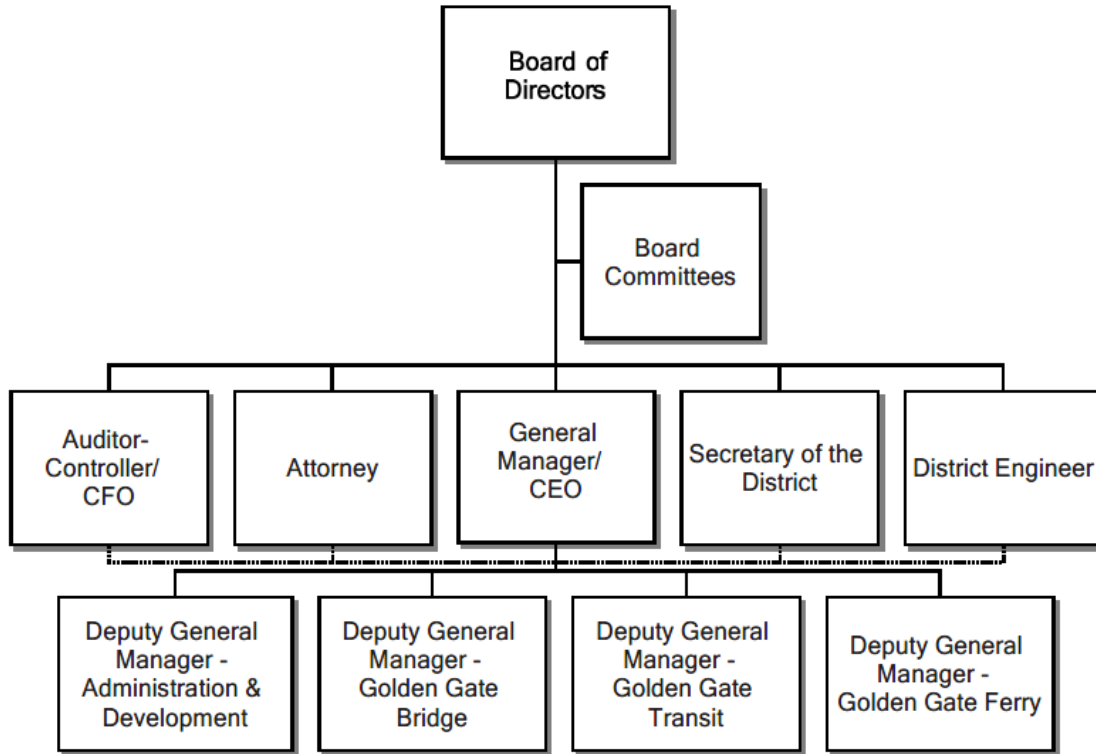 Board of
Directors
Board
Committees
Auditor-
Controller/
CFO
Attorney
General
Manager/
CEO
Secretary of the
District
District Engineer
Deputy General
Manager -
Administration &
Development
Deputy General
Manager -
Golden Gate
Bridge
Deputy General
Manager -
Golden Gate
Transit
Deputy General
Manager -
Golden Gate Ferry